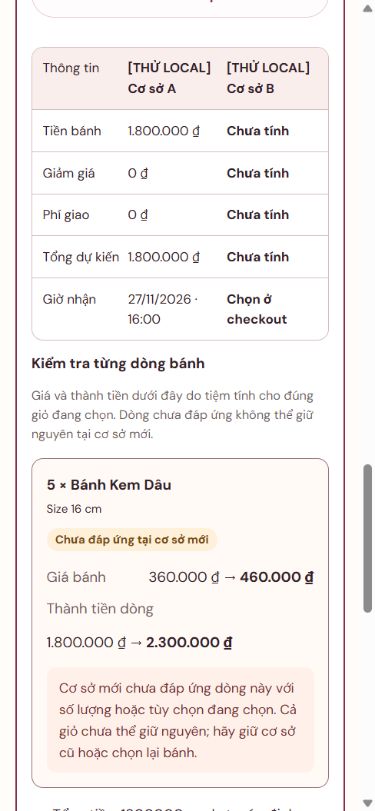 Thông tin [THỬ LOCAL] [THỬ LOCAL]
Cơ sở A Cơ sở B
Tiền bánh 1.800.000 ₫ Chưa tính
Giảm giá 0 ₫ Chưa tính
Phí giao 0 ₫ Chưa tính
Tổng dự kiến 1.800.000 ₫ Chưa tính
Giờ nhận 27/11/2026 · Chọn ở
16:00 checkout
Kiểm tra từng dòng bánh
Giá và thành tiền dưới đây do tiệm tính cho đúng
giỏ đang chọn. Dòng chưa đáp ứng không thể giữ
nguyên tại cơ sở mới.
5 × Bánh Kem Dâu
Size 16 cm
Chưa đáp ứng tại cơ sở mới
Giá bánh 360.000 ₫ → 460.000 ₫
Thành tiền dòng
1.800.000 ₫ → 2.300.000 ₫
Cơ sở mới chưa đáp ứng dòng này với
số lượng hoặc tùy chọn đang chọn. Cả
giỏ chưa thể giữ nguyên; hãy giữ cơ sở
cũ hoặc chọn lại bánh.